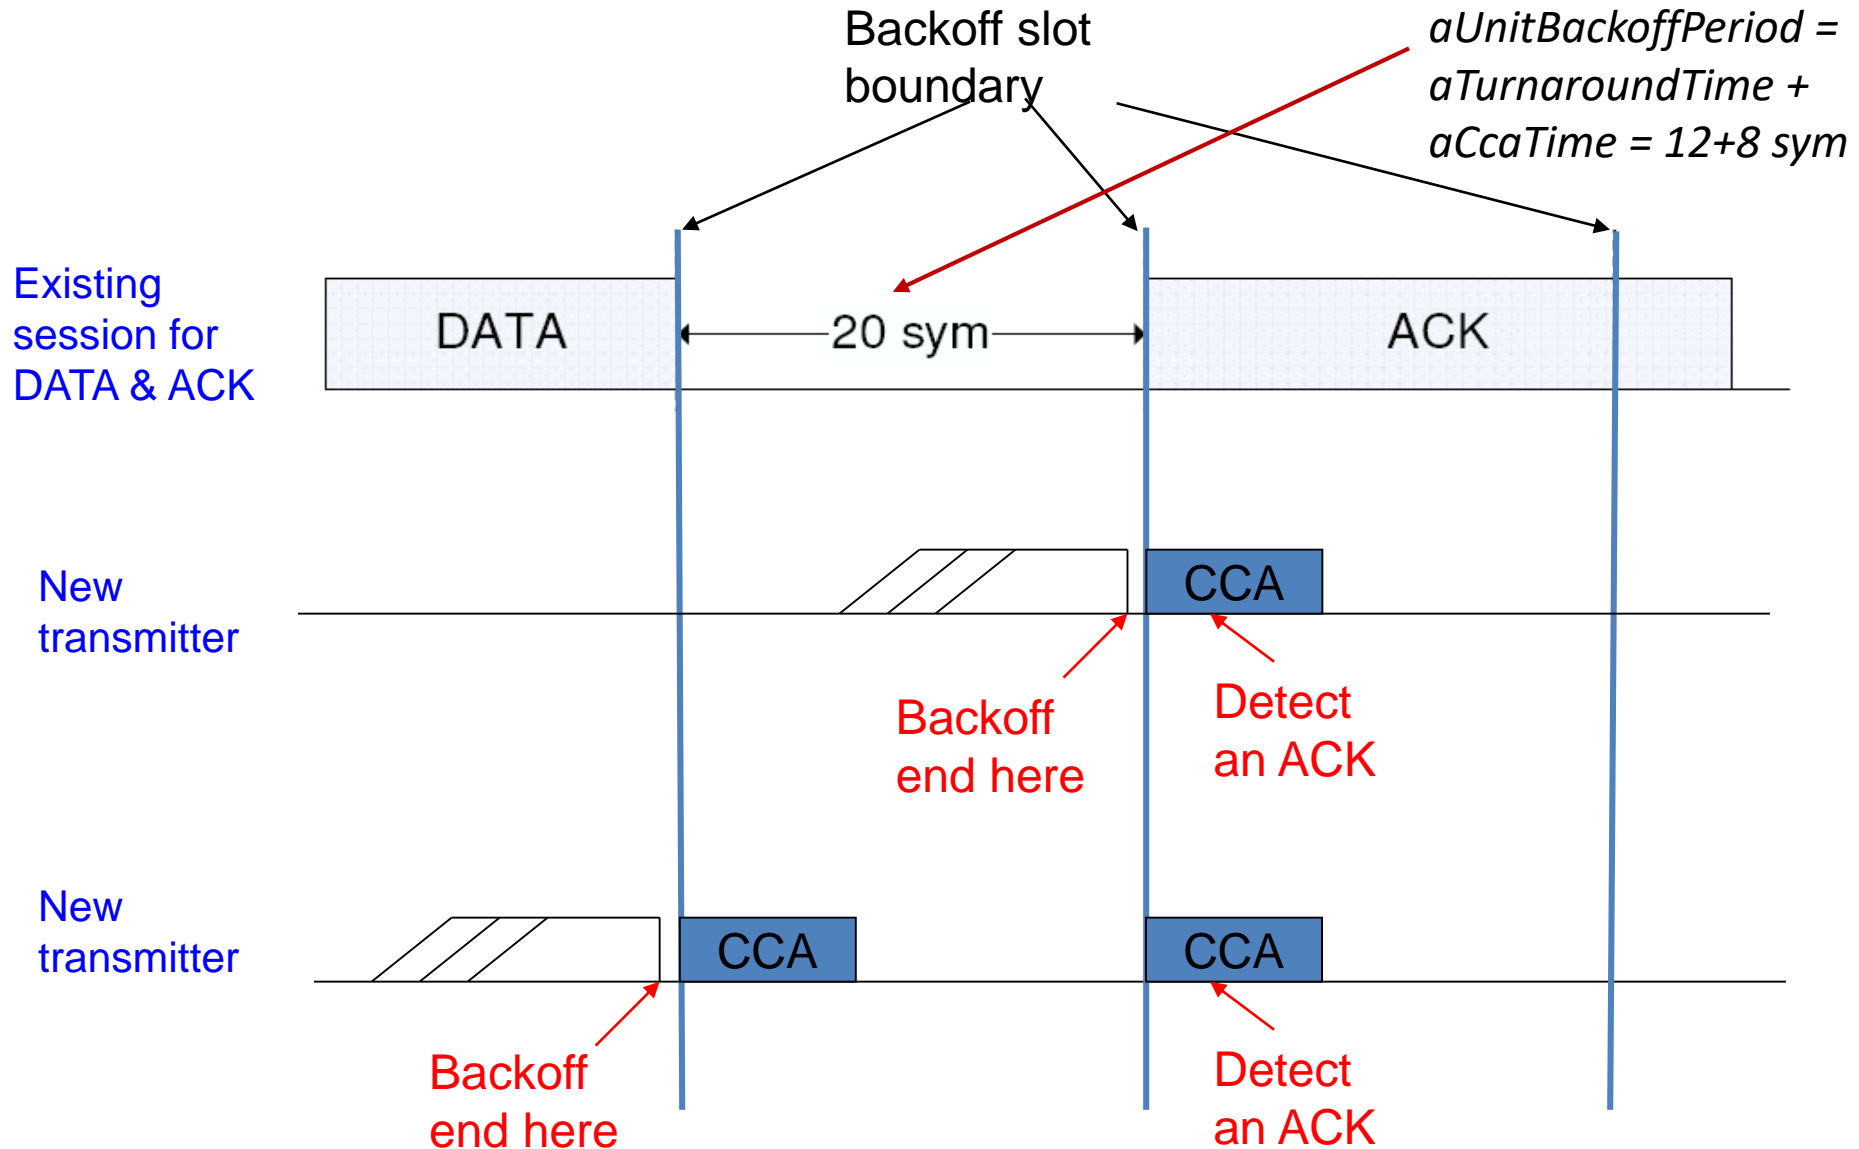 Backoff slot
boundary
aUnitBackoffPeriod =
aTurnaroundTime +
aCcaTime = 12+8 sym
Existing
session for
DATA & ACK
DATA
20 sym
ACK
New
transmitter
CCA
Backoff
end here
Detect
an ACK
New
transmitter
CCA
CCA
Backoff
end here
Detect
an ACK